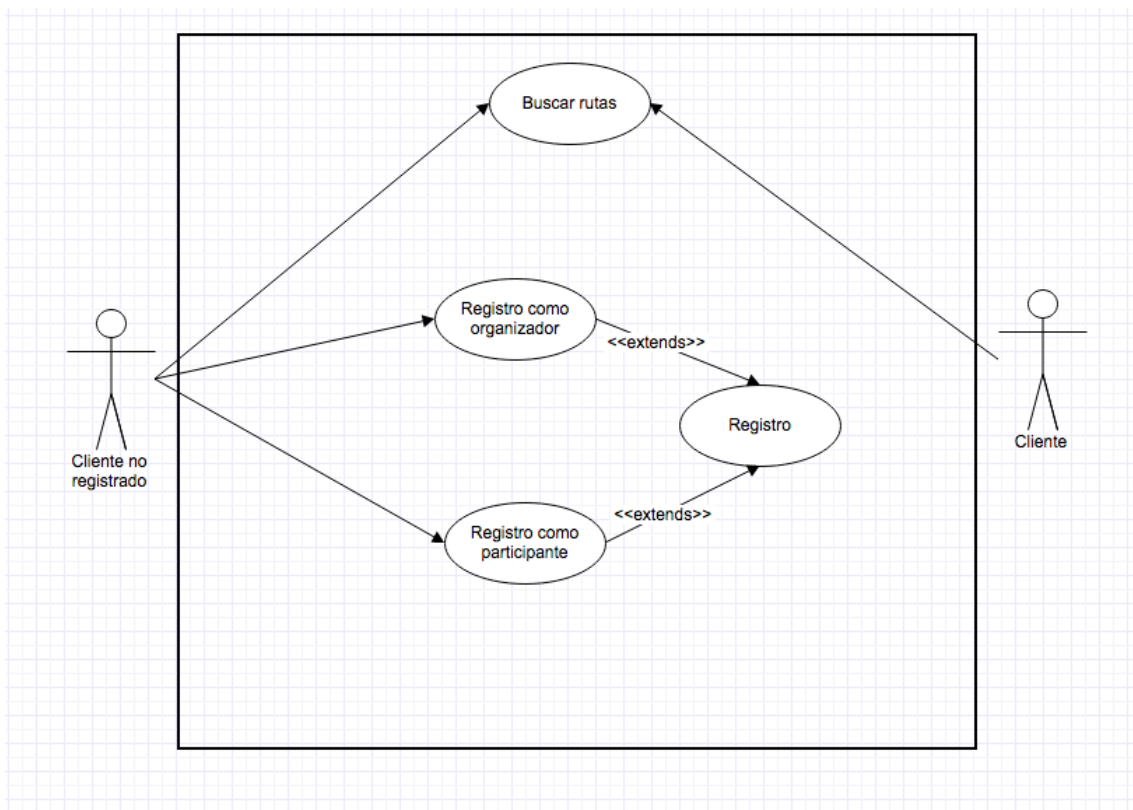 Buscar rutas
Registro como
organizador
<<extends>>
Registro
Cliente
Cliente no
registrado
<<extends>>
Registro como
participante